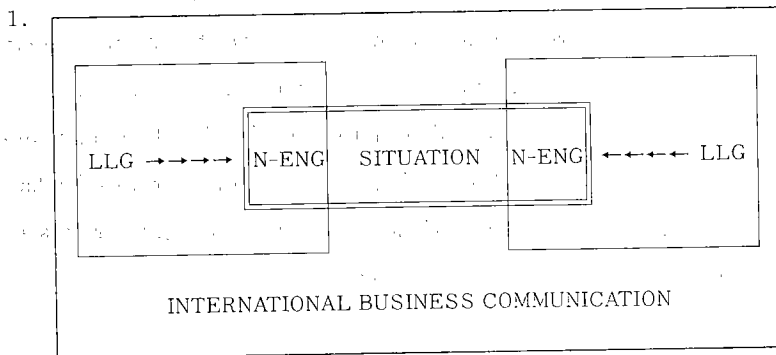 1.
LLG →→→→ N-ENG SITUATION N-ENG ←←←← LLG
INTERNATIONAL BUSINESS COMMUNICATION